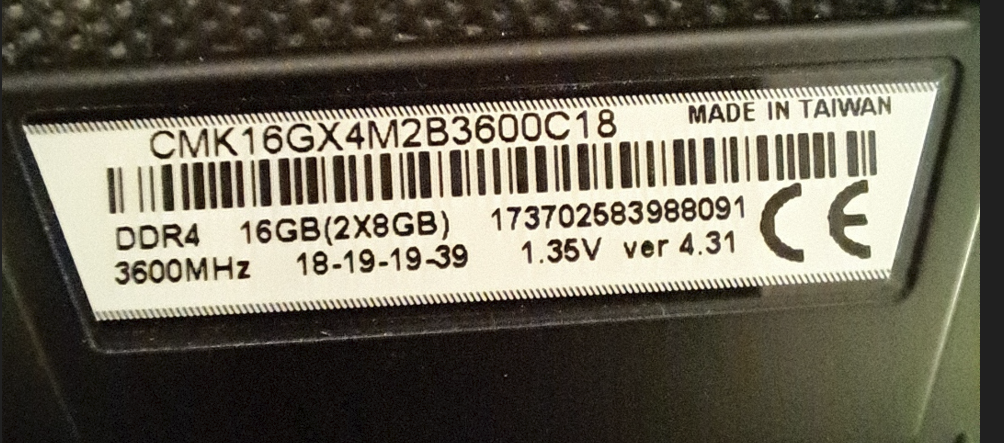 MADE IN TAIWAN
CMK16GX4M2B3600C18
DDR4 16GB(2X8GB) 173702583988091
3600MHz 18-19-19-39 1.35V ver 4.31
CE